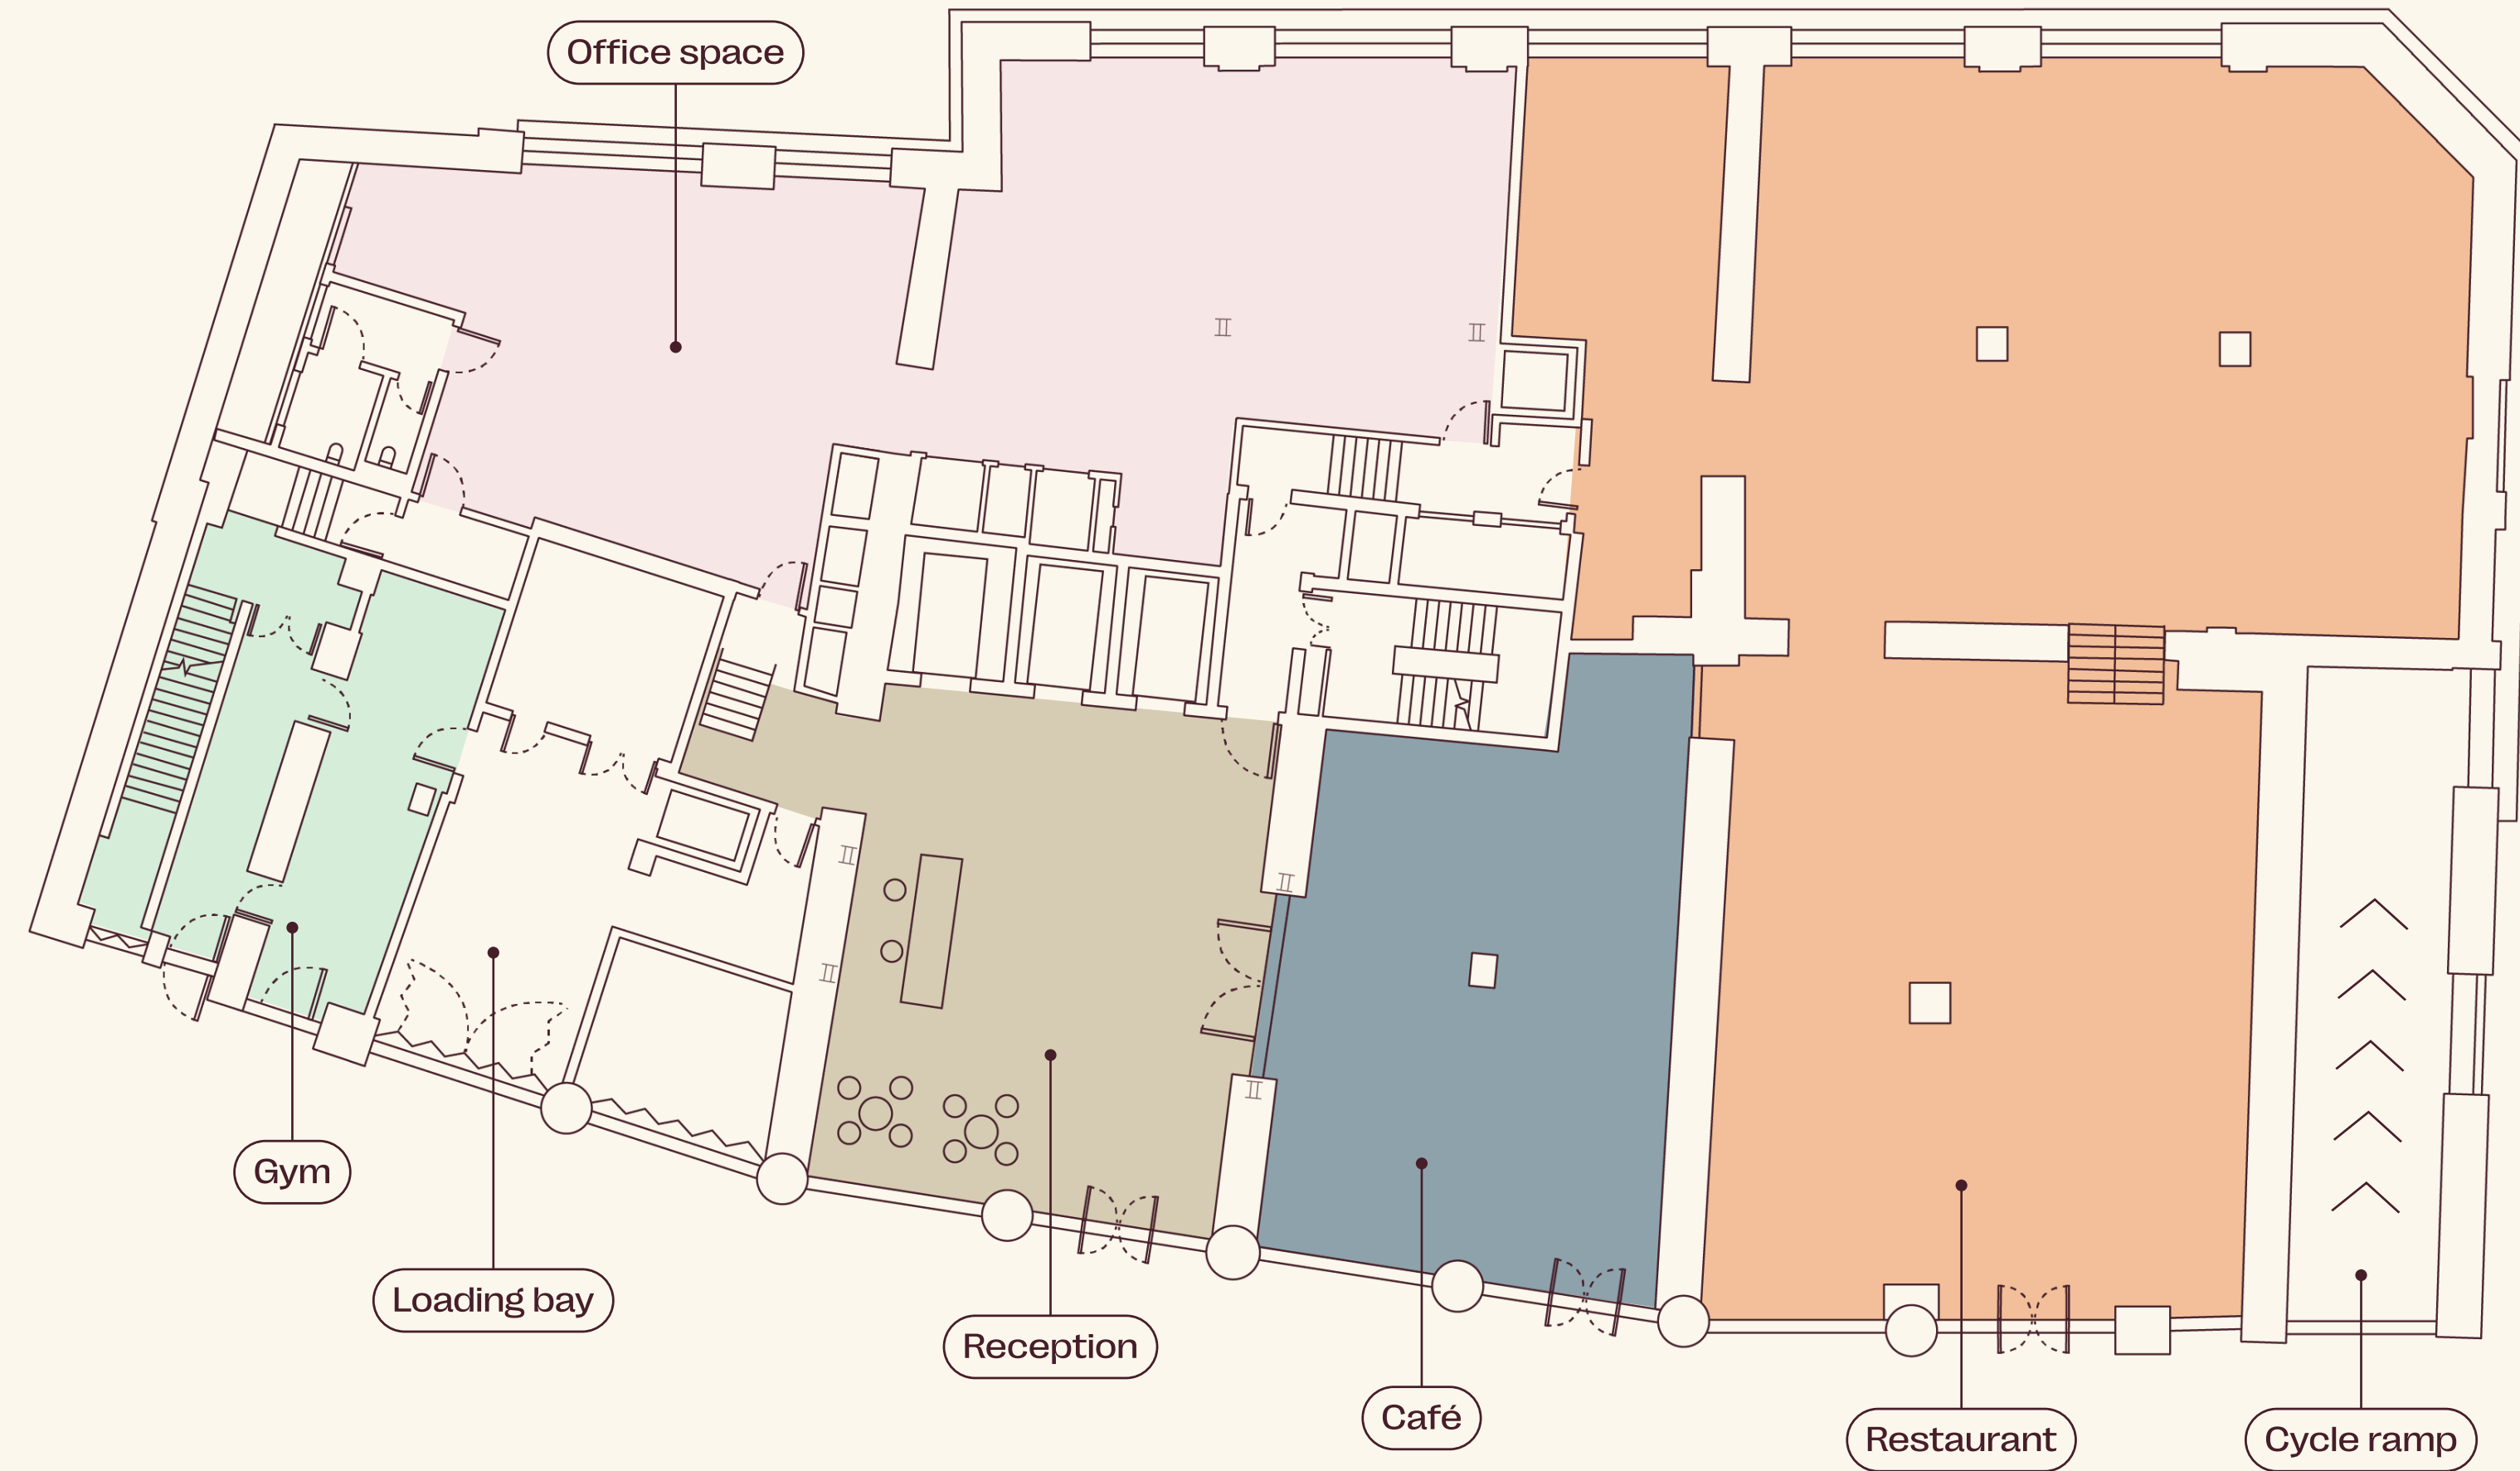 Office space
Gym
Loading bay
Reception
Café
Restaurant
Cycle ramp